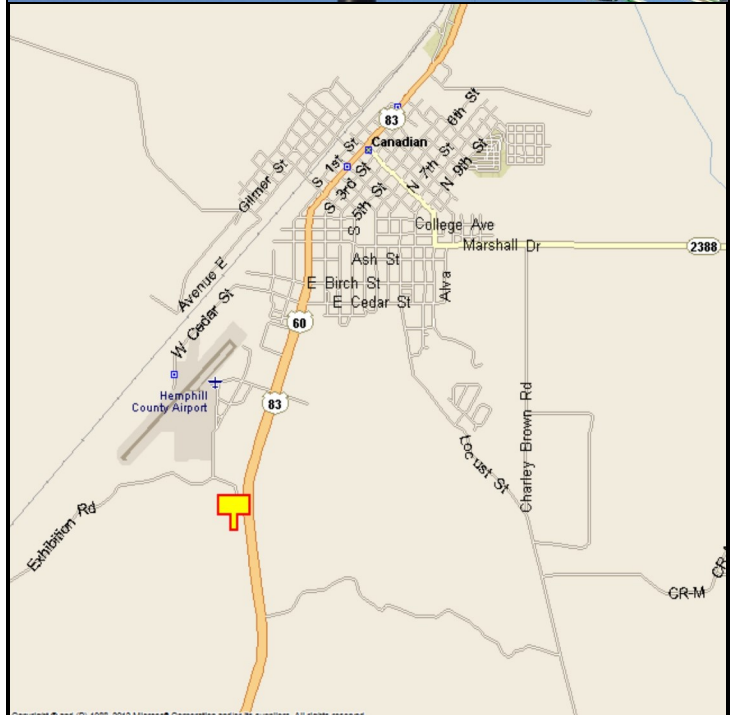 83
6th St
Canadian
S 1st St
N 7th St
N 9th St
S 3rd St
Gilmer St
S 5th St
College Ave
Marshall Dr
2388
Ash St
Avenue E
E Birch St
Alva
W Cedar St
E Cedar St
60
Hemphill
County Airport
83
Charley Brown Rd
Locust St
Exhibition Rd
CR-M